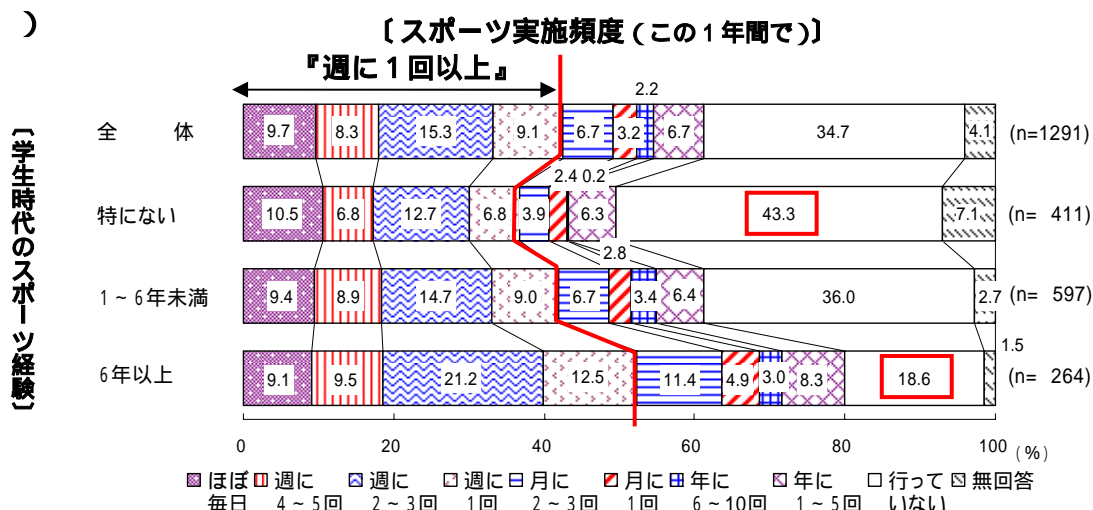 )
〔スポーツ実施頻度(この1年間で)〕
『週に1回以上』
〔学生時代のスポーツ経験〕
2.2
全 体 9.7 8.3 15.3 9.1 6.7 3.2 6.7 34.7 4.1 (n=1291)
2.4 0.2
特にない 10.5 6.8 12.7 6.8 3.9 6.3 43.3 7.1 (n= 411)
2.8
1~6年未満 9.4 8.9 14.7 9.0 6.7 3.4 6.4 36.0 2.7 (n= 597)
1.5
6年以上 9.1 9.5 21.2 12.5 11.4 4.9 3.0 8.3 18.6 (n= 264)
0 20 40 60 80 100 (%)
ほぼ 週に 週に 週に 月に 月に 年に 年に 行って 無回答
毎日 4~5回 2~3回 1回 2~3回 1回 6~10回 1~5回 いない